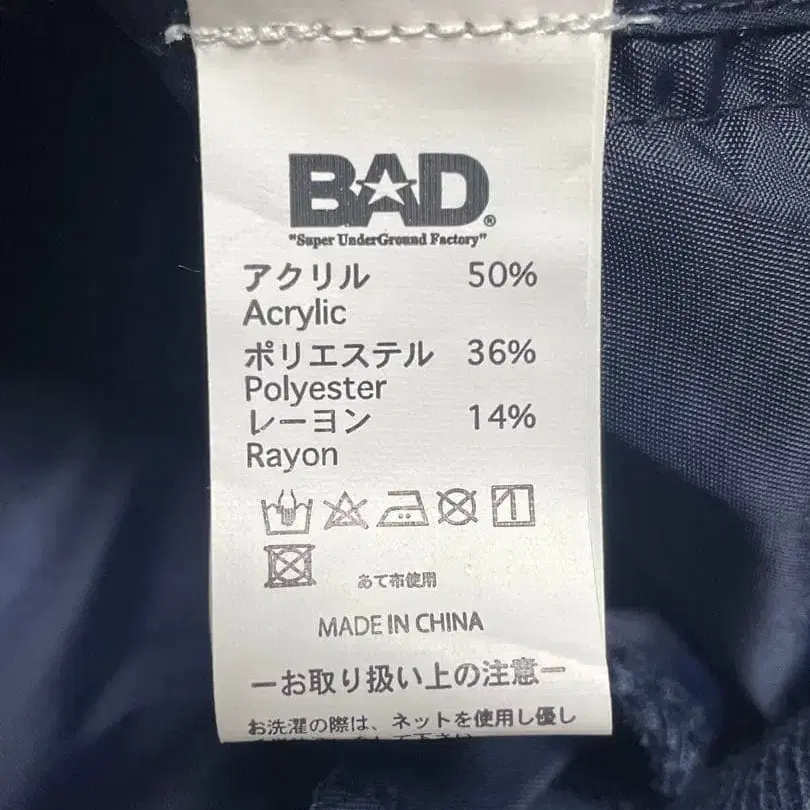 BAD®
"Super UnderGround Factory"
アクリル 50%
Acrylic
ポリエステル 36%
Polyester
レーヨン 14%
Rayon
あて布使用
MADE IN CHINA
ーお取り扱い上の注意ー
お洗濯の際は、ネットを使用し優し